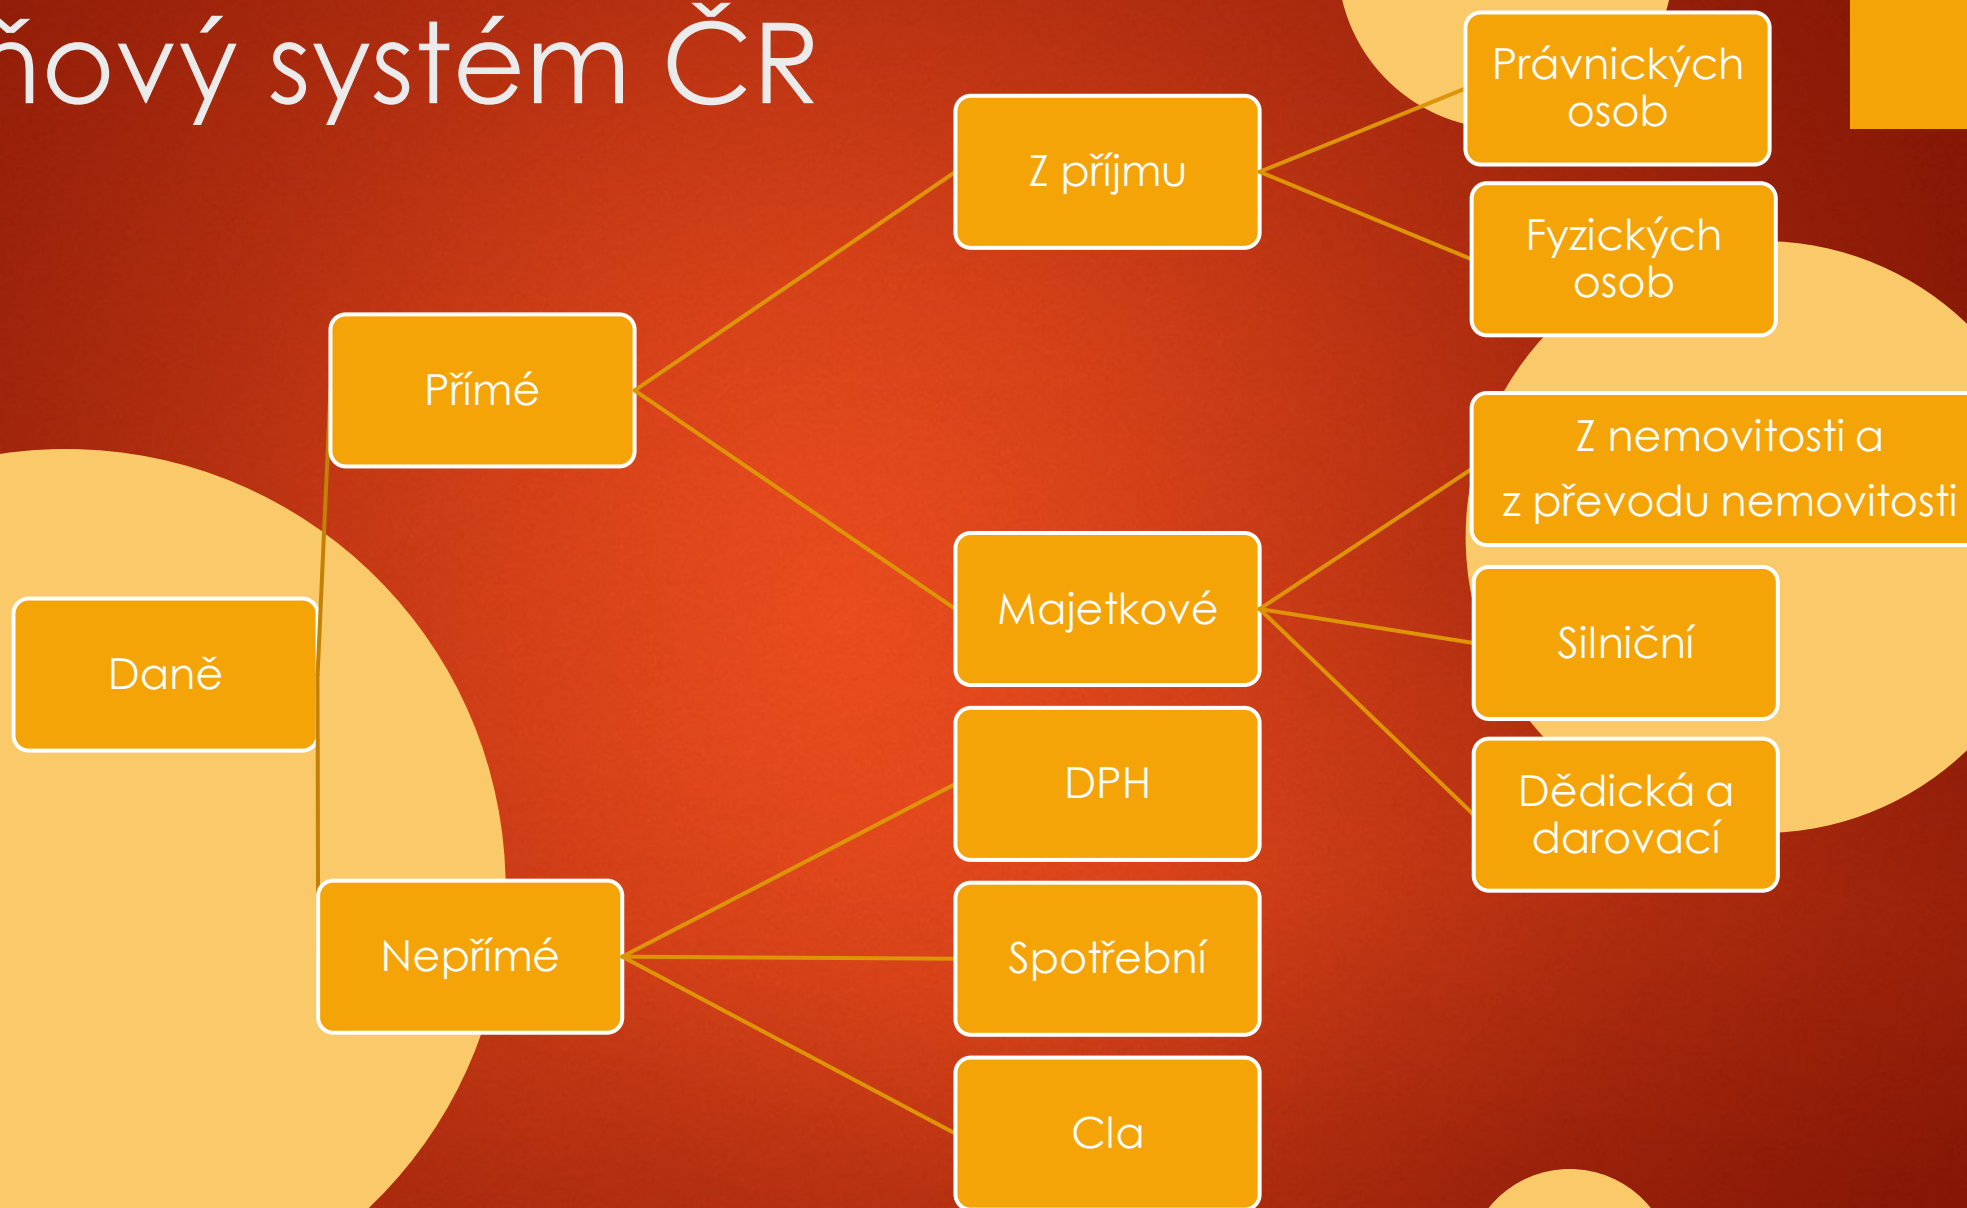 ňový systém ČR
Právnických
osob
Z příjmu
Fyzických
osob
Přímé
Z nemovitosti a
z převodu nemovitosti
Majetkové
Silniční
Daně
DPH
Dědická a
darovací
Nepřímé
Spotřební
Cla